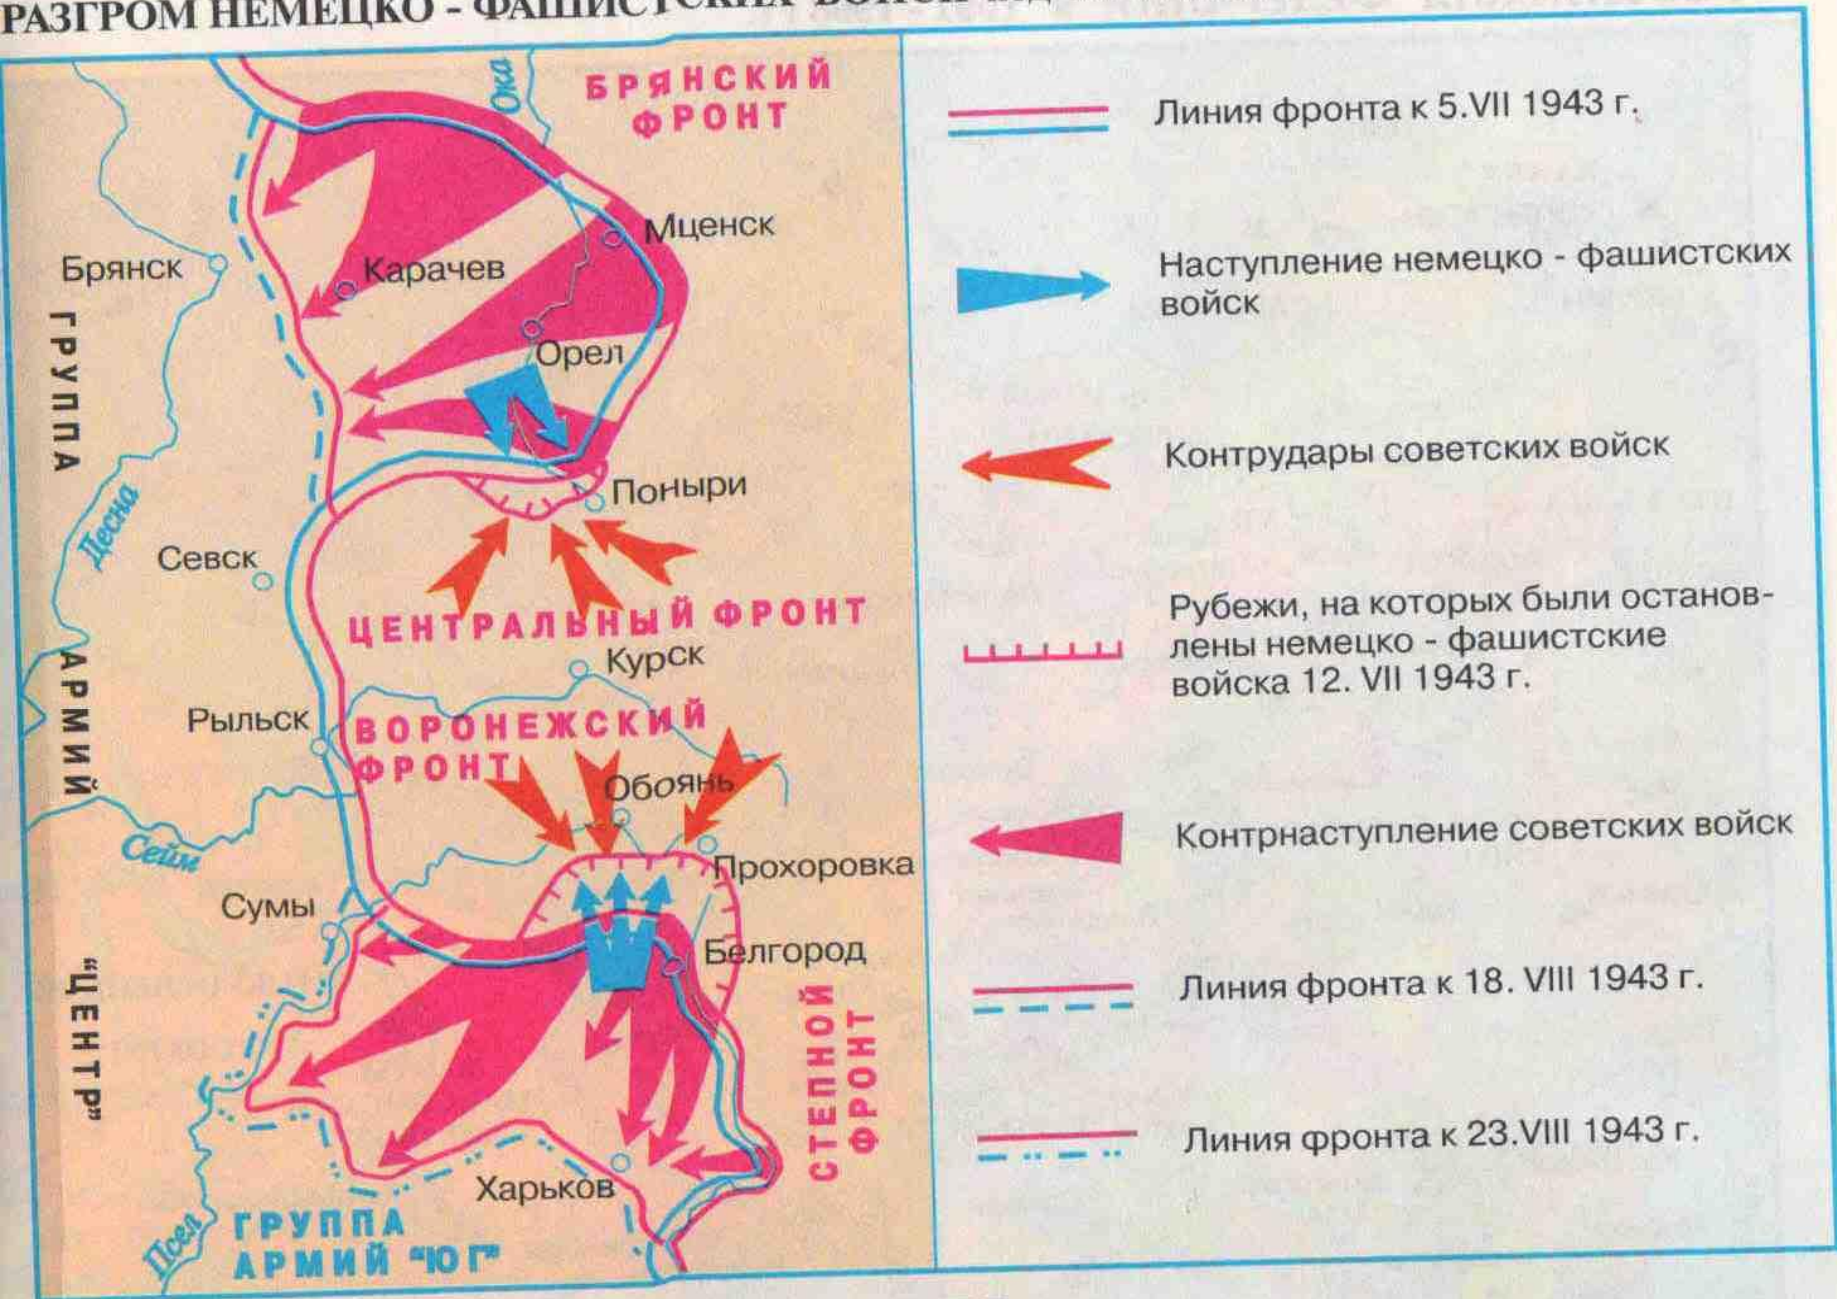 РАЗГРОМ НЕМЕЦКО - ФАШИСТСКИХ ВОЙСК
БРЯНСКИЙ
ФРОНТ
Ока
Мценск
Брянск
Карачев
Орел
ГРУППА
АРМИЙ
"ЦЕНТР"
Десна
Поныри
Севск
ЦЕНТРАЛЬНЫЙ ФРОНТ
Курск
Рыльск
ВОРОНЕЖСКИЙ
ФРОНТ
Обоянь
Сейм
Прохоровка
Сумы
Белгород
СТЕПНОЙ
ФРОНТ
Харьков
Псел
ГРУППА
АРМИЙ "ЮГ"
Линия фронта к 5.VII 1943 г.
Наступление немецко - фашистских
войск
Контрудары советских войск
Рубежи, на которых были останов-
лены немецко - фашистские
войска 12. VII 1943 г.
Контрнаступление советских войск
Линия фронта к 18. VIII 1943 г.
Линия фронта к 23.VIII 1943 г.